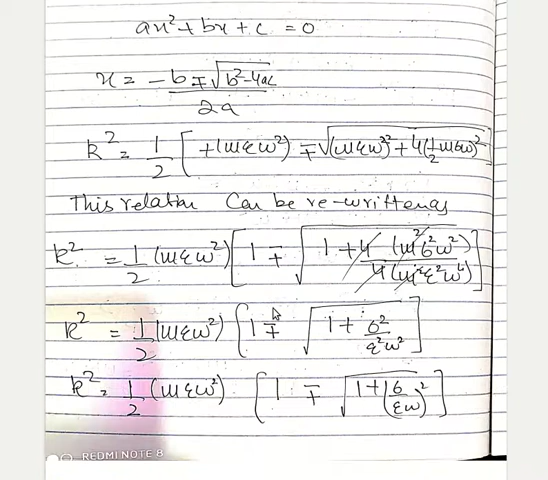 ax²+bx+c = 0
x = -b∓√b²-4ac
2a
k² = 1/2 [+(μεω²) ∓ √(μεω²)² + 4(1/2 μσω)²]
This relation Can be re-written as
k² = 1/2 (μεω²) [1 ∓ √1 + 4 (μ²σ²ω²) / 4(μ²ε²ω⁴)]
k² = 1/2 (μεω²) [1 ∓ √1 + σ²/ε²ω²]
k² = 1/2 (μεω²) [1 ∓ √1+(σ/εω)²]
REDMI NOTE 8